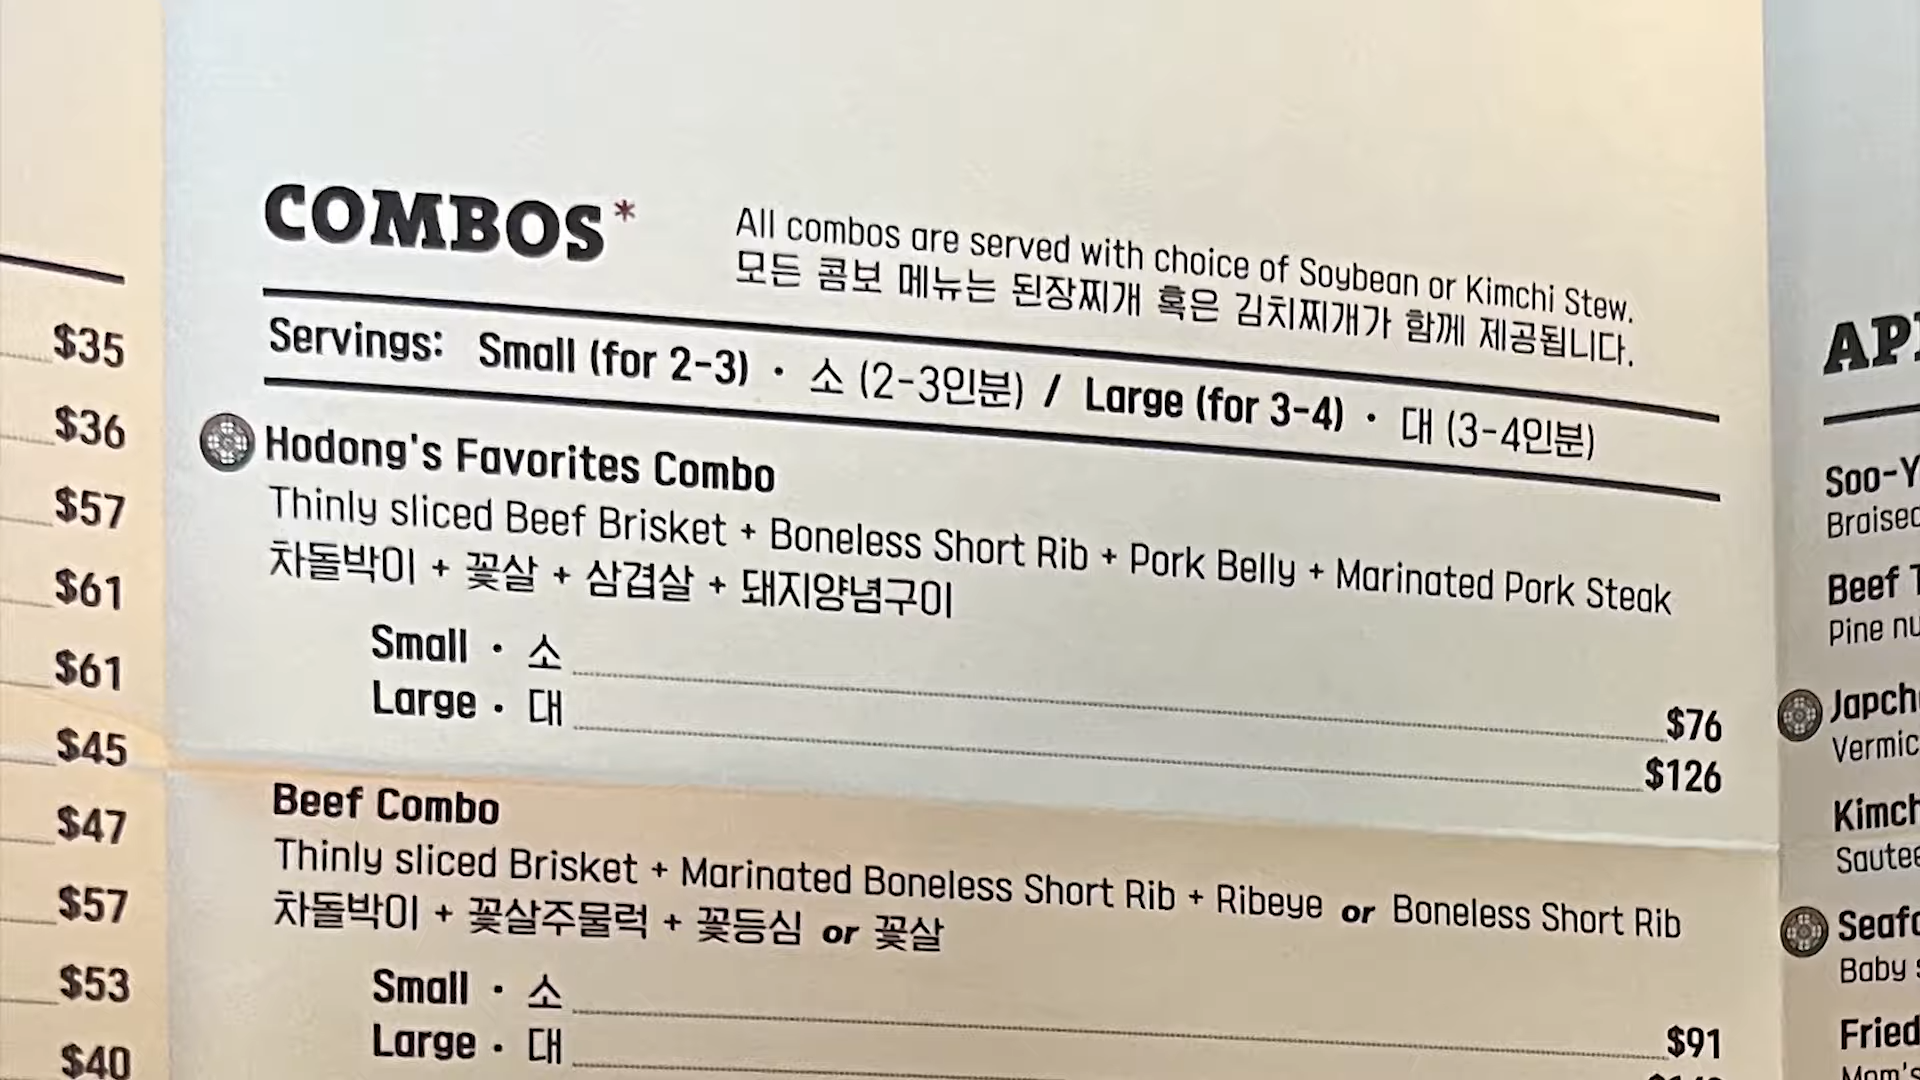 $35
$36
$57
$61
$61
$45
$47
$57
$53
$40
COMBOS*
All combos are served with choice of Soybean or Kimchi Stew.
모든 콤보 메뉴는 된장찌개 혹은 김치찌개가 함께 제공됩니다.
Servings: Small (for 2-3) · 소 (2-3인분) / Large (for 3-4) · 대 (3-4인분)
Hodong's Favorites Combo
Thinly sliced Beef Brisket + Boneless Short Rib + Pork Belly + Marinated Pork Steak
차돌박이 + 꽃살 + 삼겹살 + 돼지양념구이
Small · 소 $76
Large · 대 $126
Beef Combo
Thinly sliced Brisket + Marinated Boneless Short Rib + Ribeye or Boneless Short Rib
차돌박이 + 꽃살주물럭 + 꽃등심 or 꽃살
Small · 소 $91
Large · 대
Soo-Y
Braised
Beef
Pine nu
Japch
Vermic
Kimch
Saute
Seafo
Baby
Fried
Mom's